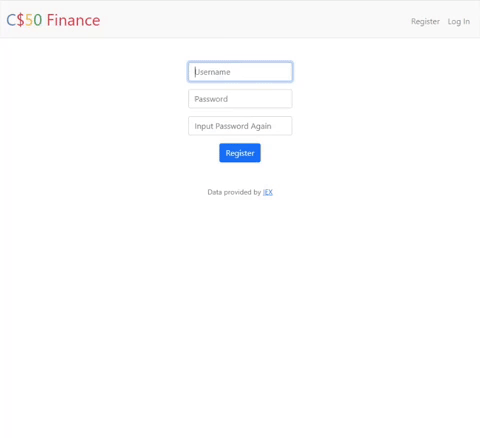 C$50 Finance
Register Log In
Username
Password
Input Password Again
Register
Data provided by IEX